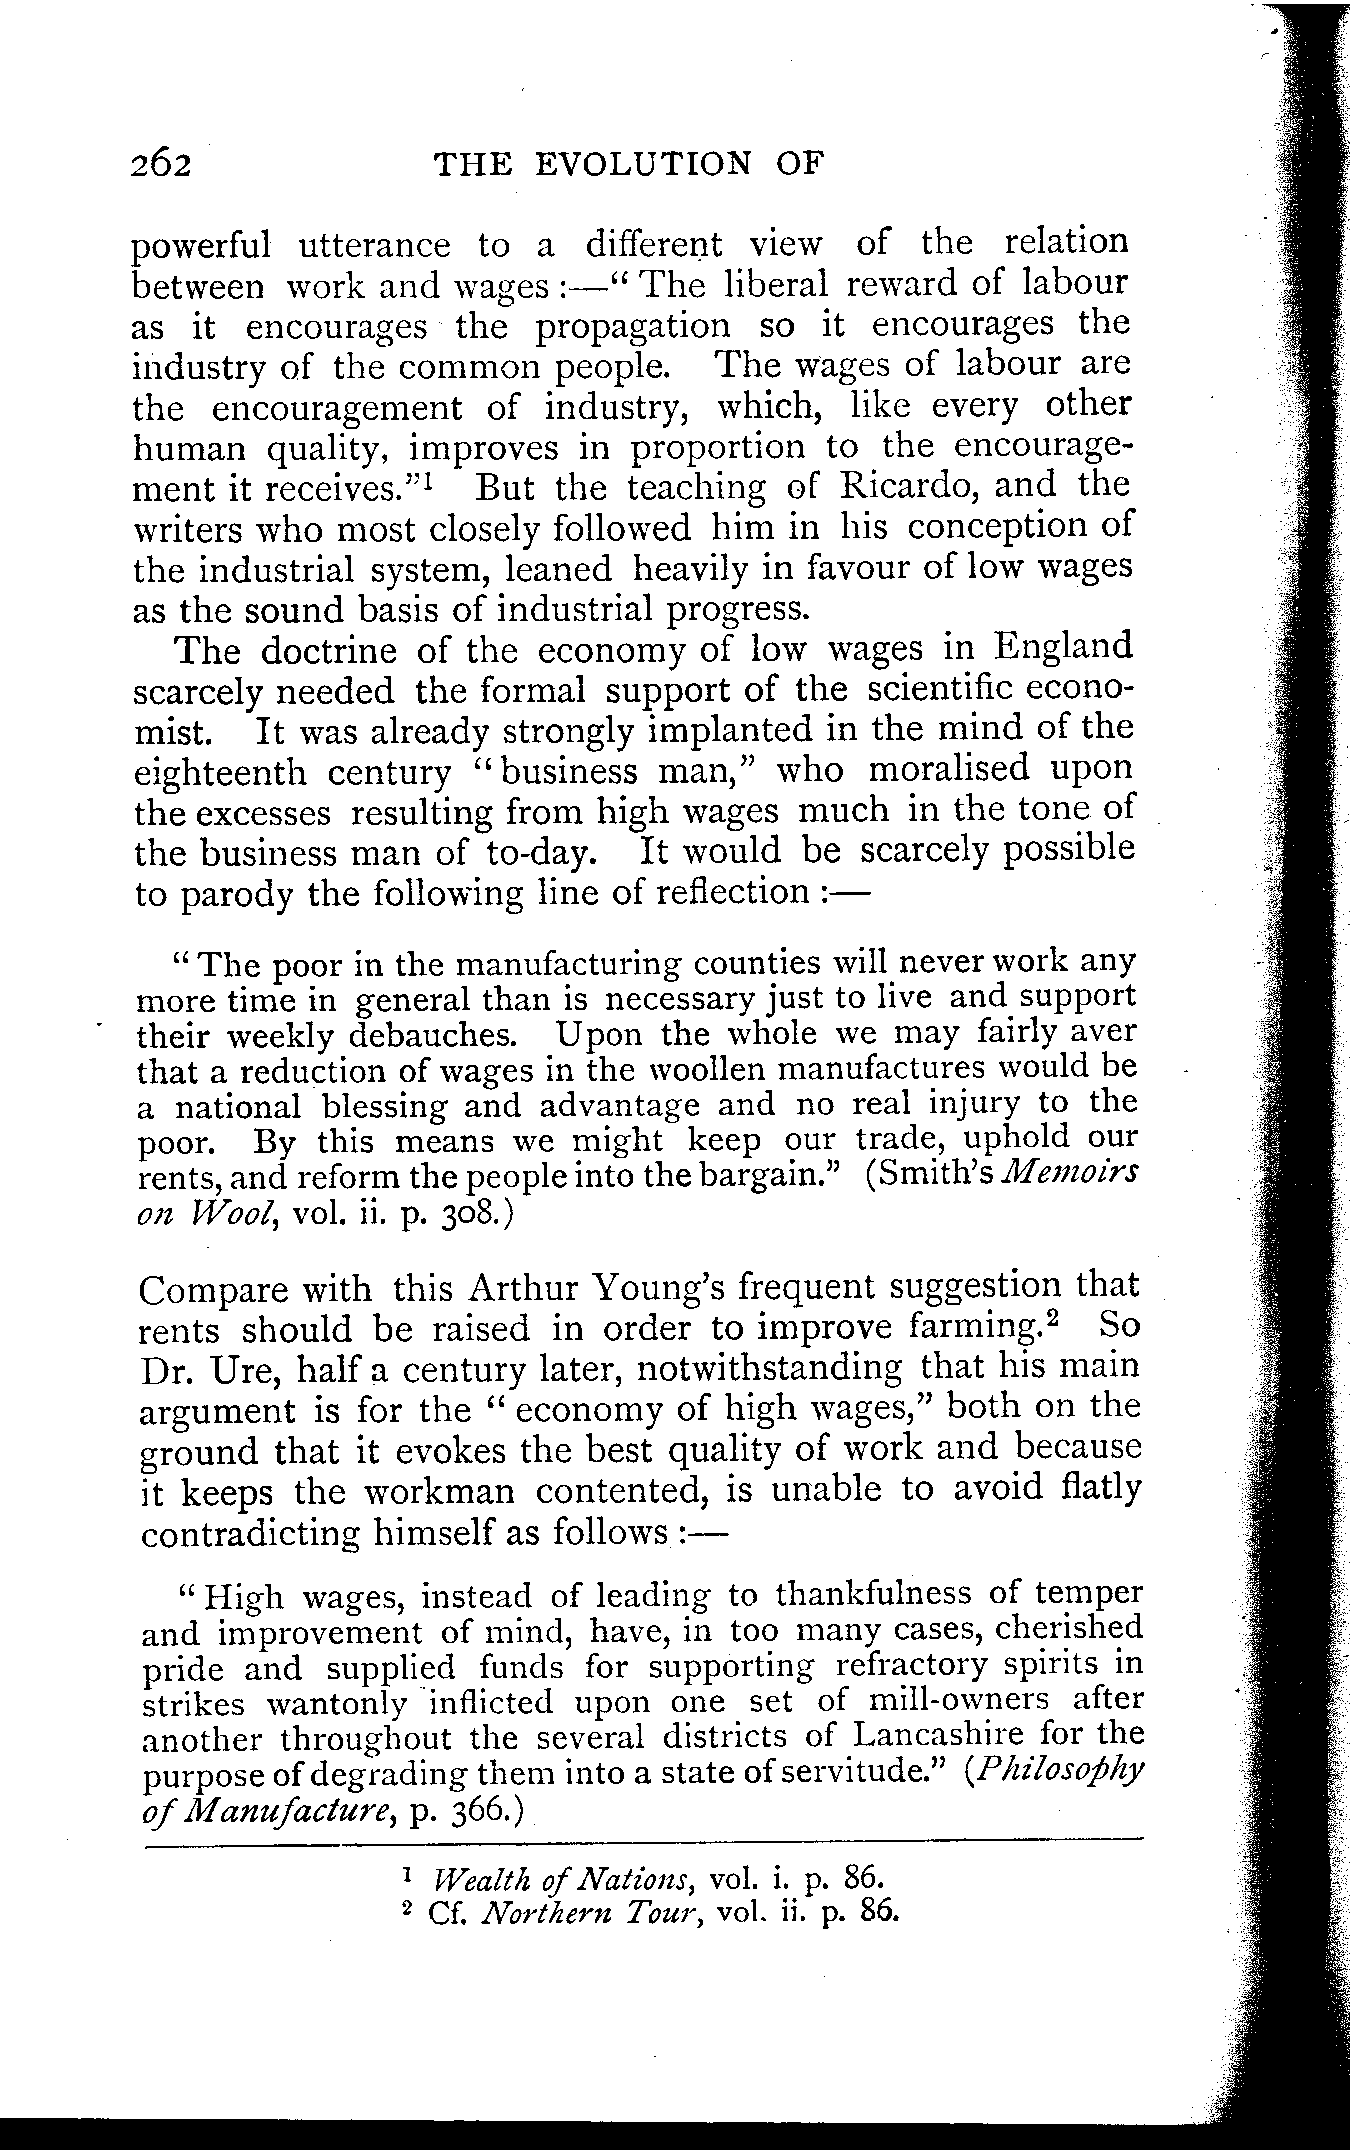 262 THE EVOLUTION OF
powerful utterance to a different view of the relation
between work and wages :—“ The liberal reward of labour
as it encourages the propagation so it encourages the
industry of the common people. The wages of labour are
the encouragement of industry, which, like every other
human quality, improves in proportion to the encourage-
ment it receives.”¹ But the teaching of Ricardo, and the
writers who most closely followed him in his conception of
the industrial system, leaned heavily in favour of low wages
as the sound basis of industrial progress.
The doctrine of the economy of low wages in England
scarcely needed the formal support of the scientific econo-
mist. It was already strongly implanted in the mind of the
eighteenth century “ business man,” who moralised upon
the excesses resulting from high wages much in the tone of
the business man of to-day. It would be scarcely possible
to parody the following line of reflection :—
“ The poor in the manufacturing counties will never work any
more time in general than is necessary just to live and support
their weekly debauches. Upon the whole we may fairly aver
that a reduction of wages in the woollen manufactures would be
a national blessing and advantage and no real injury to the
poor. By this means we might keep our trade, uphold our
rents, and reform the people into the bargain.” (Smith’s Memoirs
on Wool, vol. ii. p. 308.)
Compare with this Arthur Young’s frequent suggestion that
rents should be raised in order to improve farming.² So
Dr. Ure, half a century later, notwithstanding that his main
argument is for the “ economy of high wages,” both on the
ground that it evokes the best quality of work and because
it keeps the workman contented, is unable to avoid flatly
contradicting himself as follows :—
“ High wages, instead of leading to thankfulness of temper
and improvement of mind, have, in too many cases, cherished
pride and supplied funds for supporting refractory spirits in
strikes wantonly inflicted upon one set of mill-owners after
another throughout the several districts of Lancashire for the
purpose of degrading them into a state of servitude.” (Philosophy
of Manufacture, p. 366.)
¹ Wealth of Nations, vol. i. p. 86.
² Cf. Northern Tour, vol. ii. p. 86.